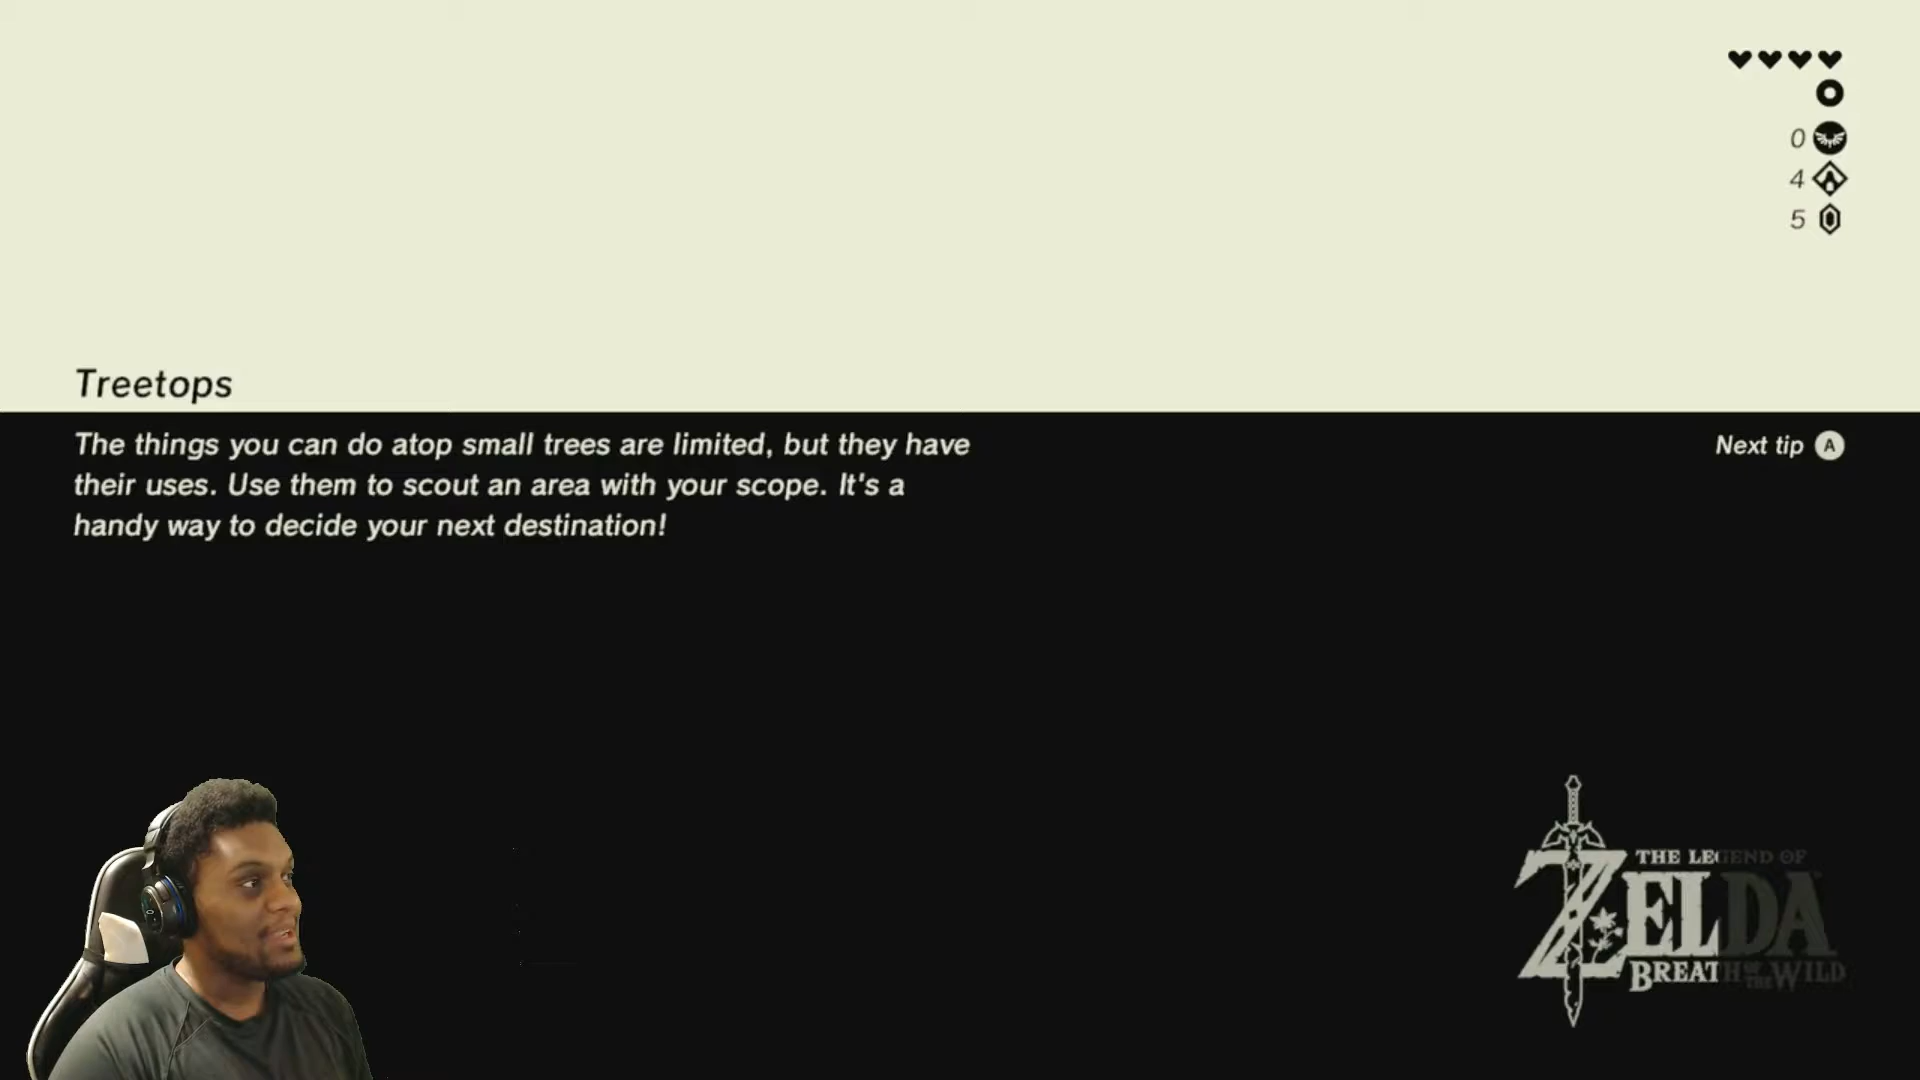 0
4
5
Treetops
The things you can do atop small trees are limited, but they have
their uses. Use them to scout an area with your scope. It's a
handy way to decide your next destination!
Next tip A
THE LEGEND OF
ZELDA
BREATH OF THE WILD